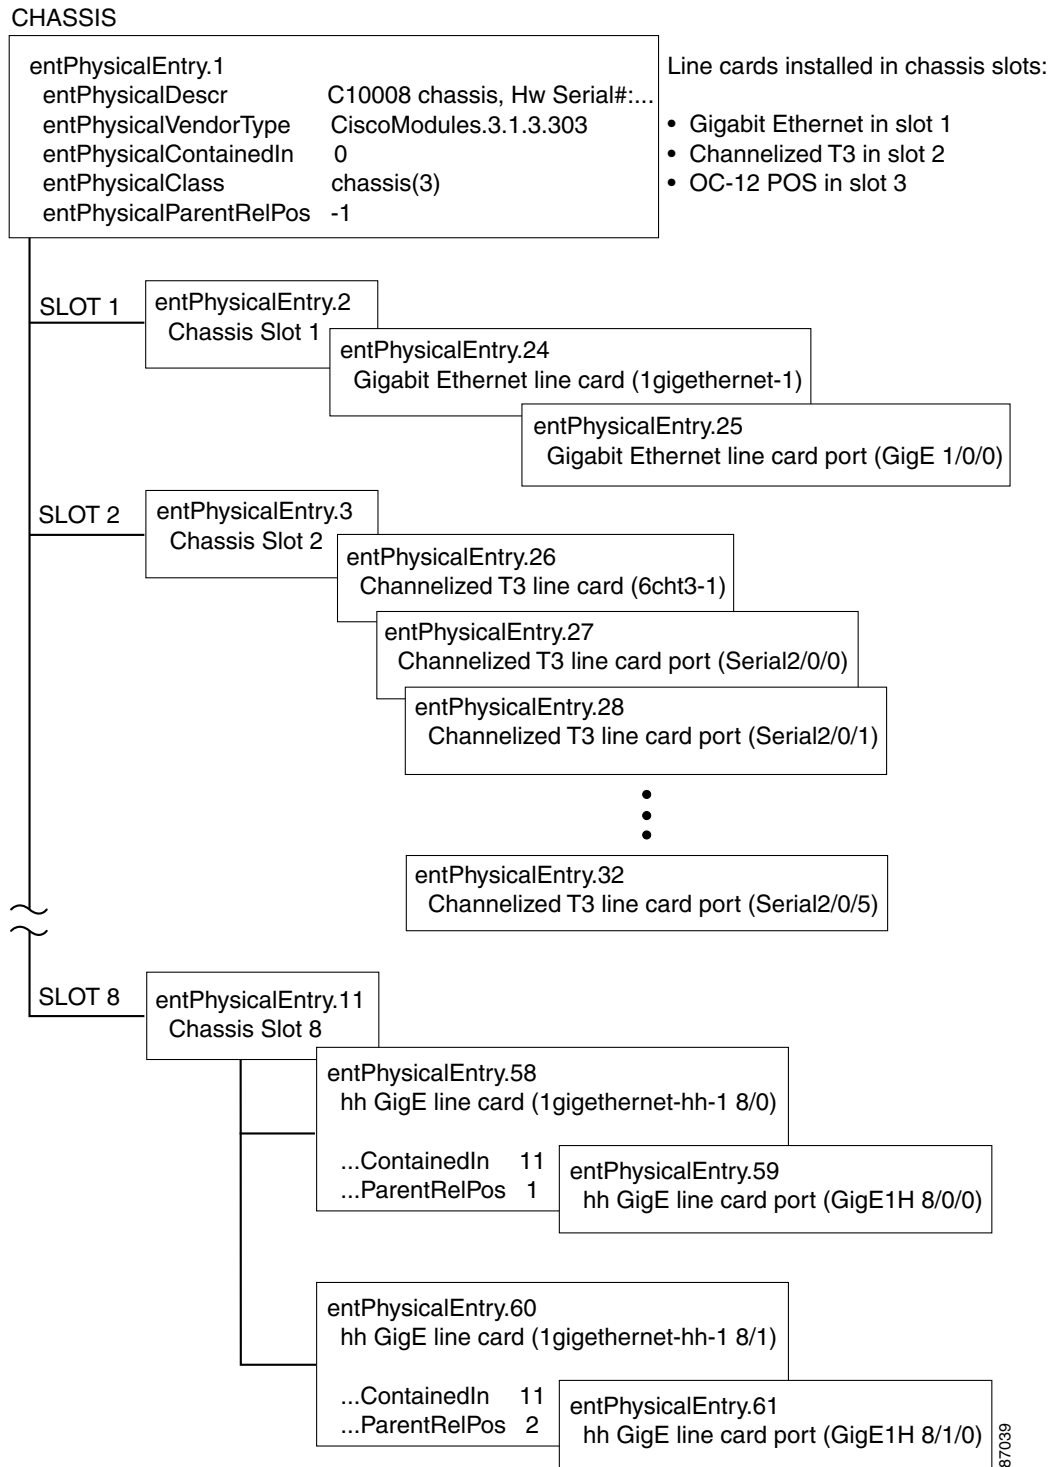 CHASSIS
entPhysicalEntry.1
entPhysicalDescr C10008 chassis, Hw Serial#:...
entPhysicalVendorType CiscoModules.3.1.3.303
entPhysicalContainedIn 0
entPhysicalClass chassis(3)
entPhysicalParentRelPos -1
Line cards installed in chassis slots:
• Gigabit Ethernet in slot 1
• Channelized T3 in slot 2
• OC-12 POS in slot 3
SLOT 1
entPhysicalEntry.2
Chassis Slot 1
entPhysicalEntry.24
Gigabit Ethernet line card (1gigethernet-1)
entPhysicalEntry.25
Gigabit Ethernet line card port (GigE 1/0/0)
SLOT 2
entPhysicalEntry.3
Chassis Slot 2
entPhysicalEntry.26
Channelized T3 line card (6cht3-1)
entPhysicalEntry.27
Channelized T3 line card port (Serial2/0/0)
entPhysicalEntry.28
Channelized T3 line card port (Serial2/0/1)
entPhysicalEntry.32
Channelized T3 line card port (Serial2/0/5)
SLOT 8
entPhysicalEntry.11
Chassis Slot 8
entPhysicalEntry.58
hh GigE line card (1gigethernet-hh-1 8/0)
...ContainedIn 11
...ParentRelPos 1
entPhysicalEntry.59
hh GigE line card port (GigE1H 8/0/0)
entPhysicalEntry.60
hh GigE line card (1gigethernet-hh-1 8/1)
...ContainedIn 11
...ParentRelPos 2
entPhysicalEntry.61
hh GigE line card port (GigE1H 8/1/0)
87039